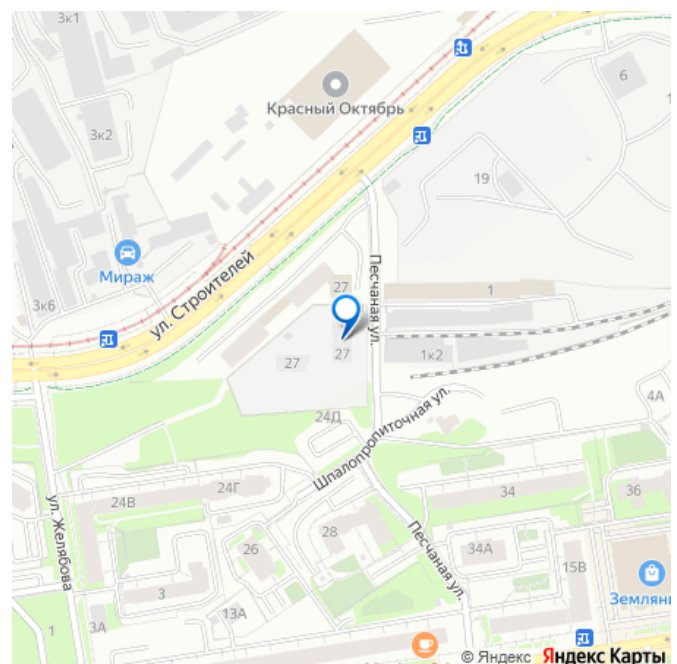 3к1
Красный Октябрь
6
3к2
19
Мираж
ул. Строителей
Песчаная ул.
27
1
3к6
27
27
1к2
24Д
Шпалопропиточная ул.
4А
24В
24Г
34
36
ул. Желябова
28
Песчаная ул.
26
34А
15В
3
13А
Землян
1
3А
© Яндекс Яндекс Карты